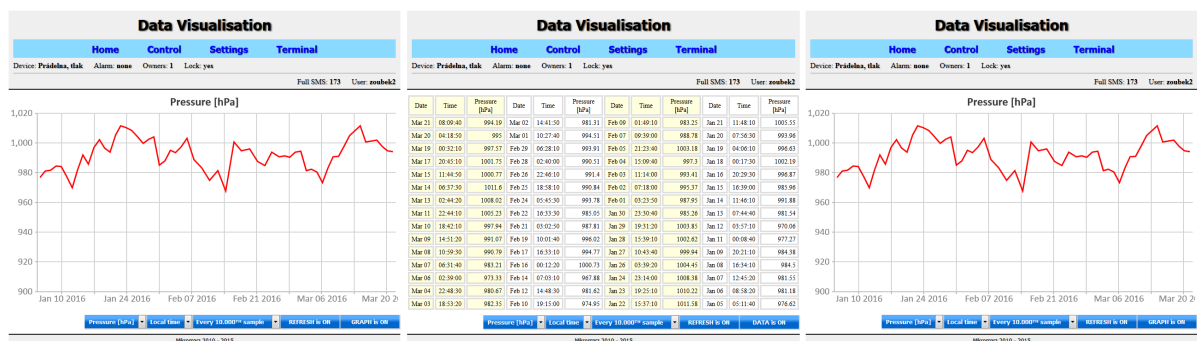 Data Visualisation
Home Control Settings Terminal
Device: Prádelna, tlak Alarm: none Owners: 1 Lock: yes
Full SMS: 173 User: zoubek2
Pressure [hPa]
1,020
1,000
980
960
940
920
900
Jan 10 2016 Jan 24 2016 Feb 07 2016 Feb 21 2016 Mar 06 2016 Mar 20 2
Pressure [hPa] Local time Every 10.000ᵀᴴ sample REFRESH is ON GRAPH is ON
Mikromag 2010 - 2015
Data Visualisation
Home Control Settings Terminal
Device: Prádelna, tlak Alarm: none Owners: 1 Lock: yes
Full SMS: 173 User: zoubek2
Date Time Pressure [hPa] Date Time Pressure [hPa] Date Time Pressure [hPa] Date Time Pressure [hPa]
Mar 21 08:09:40 994.19 Mar 02 14:41:50 981.31 Feb 09 01:49:10 983.25 Jan 21 11:48:10 1005.55
Mar 20 04:18:50 995 Mar 01 10:27:40 994.51 Feb 07 09:39:00 988.78 Jan 20 07:56:30 993.96
Mar 19 00:32:10 997.57 Feb 29 06:28:10 993.91 Feb 05 21:23:40 1003.18 Jan 19 04:06:10 996.63
Mar 17 20:45:10 1001.75 Feb 28 02:40:00 990.51 Feb 04 15:09:40 997.3 Jan 18 00:17:30 1002.19
Mar 15 11:44:50 1000.77 Feb 26 22:46:10 991.4 Feb 03 11:14:00 993.41 Jan 16 20:29:30 996.87
Mar 14 06:37:30 1011.6 Feb 25 18:58:10 990.84 Feb 02 07:18:00 995.37 Jan 15 16:39:00 985.96
Mar 13 02:44:20 1008.02 Feb 24 05:45:30 993.78 Feb 01 03:23:50 987.95 Jan 14 11:46:10 991.88
Mar 11 22:44:10 1005.23 Feb 22 16:33:30 985.05 Jan 30 23:30:40 985.26 Jan 13 07:44:40 981.54
Mar 10 18:42:10 997.94 Feb 21 03:02:50 987.81 Jan 29 19:31:20 1003.85 Jan 12 03:57:10 970.06
Mar 09 14:51:20 991.07 Feb 19 10:01:40 996.02 Jan 28 15:39:10 1002.62 Jan 11 00:08:40 977.27
Mar 08 10:59:30 990.79 Feb 17 16:33:10 994.77 Jan 27 10:43:40 999.94 Jan 09 20:21:10 984.38
Mar 07 06:31:40 983.21 Feb 16 00:12:20 1000.73 Jan 26 03:39:20 1004.45 Jan 08 16:34:10 984.5
Mar 06 02:39:00 973.33 Feb 14 07:03:10 967.88 Jan 24 23:14:00 1008.38 Jan 07 12:45:20 981.55
Mar 04 22:48:30 980.67 Feb 12 14:48:30 981.62 Jan 23 19:25:10 1010.22 Jan 06 08:58:20 981.18
Mar 03 18:53:20 982.35 Feb 10 19:15:00 974.95 Jan 22 15:37:10 1011.58 Jan 05 05:11:40 976.62
Pressure [hPa] Local time Every 10.000ᵀᴴ sample REFRESH is ON DATA is ON
Mikromag 2010 - 2015
Data Visualisation
Home Control Settings Terminal
Device: Prádelna, tlak Alarm: none Owners: 1 Lock: yes
Full SMS: 173 User: zoubek2
Pressure [hPa]
1,020
1,000
980
960
940
920
900
Jan 10 2016 Jan 24 2016 Feb 07 2016 Feb 21 2016 Mar 06 2016 Mar 20 2
Pressure [hPa] Local time Every 10.000ᵀᴴ sample REFRESH is ON GRAPH is ON
Mikromag 2010 - 2015